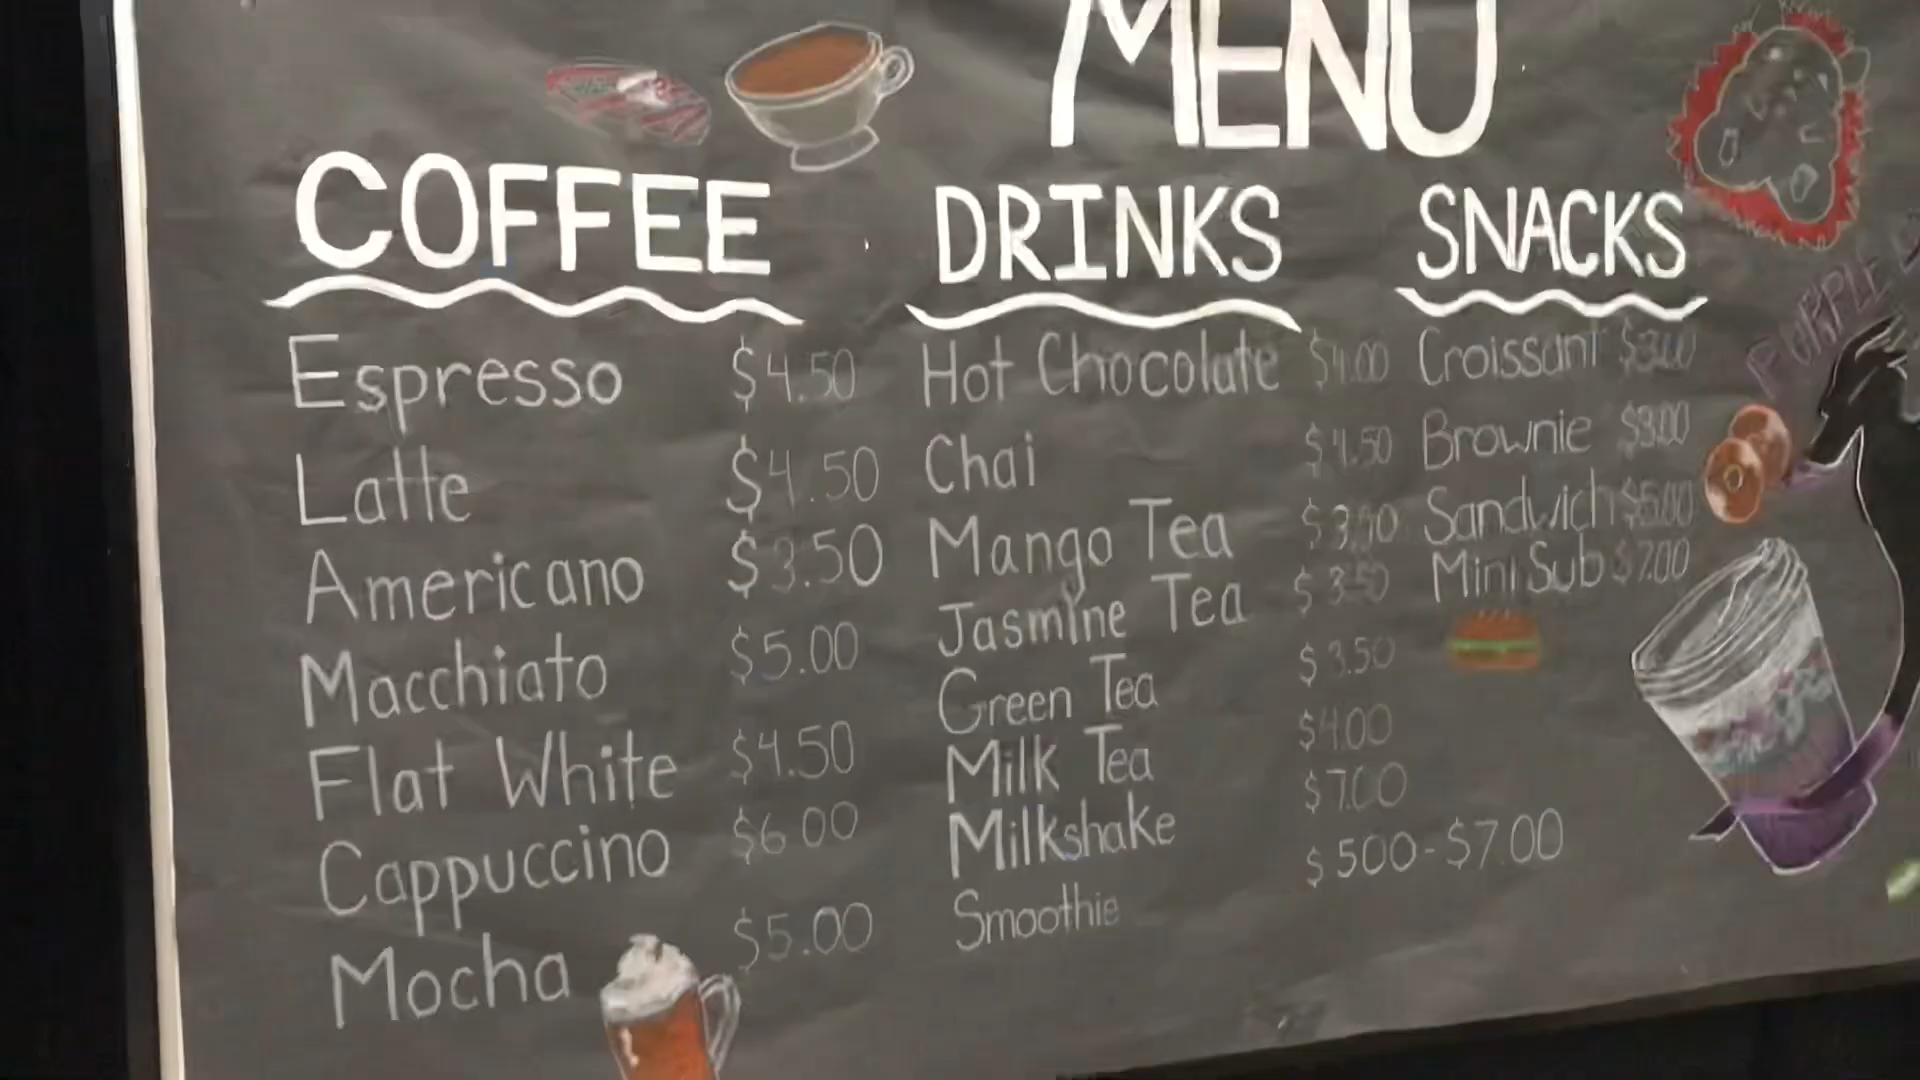 MENU
COFFEE
Espresso $4.50
Latte $4.50
Americano $3.50
Macchiato $5.00
Flat White $4.50
Cappuccino $6.00
Mocha $5.00
DRINKS
Hot Chocolate $4.00
Chai $4.50
Mango Tea $3.50
Jasmine Tea $3.50
Green Tea $3.50
Milk Tea $4.00
Milkshake $7.00
Smoothie $500-$7.00
SNACKS
Croissant $3.00
Brownie $3.00
Sandwich $6.00
Mini Sub $7.00
PURPLE